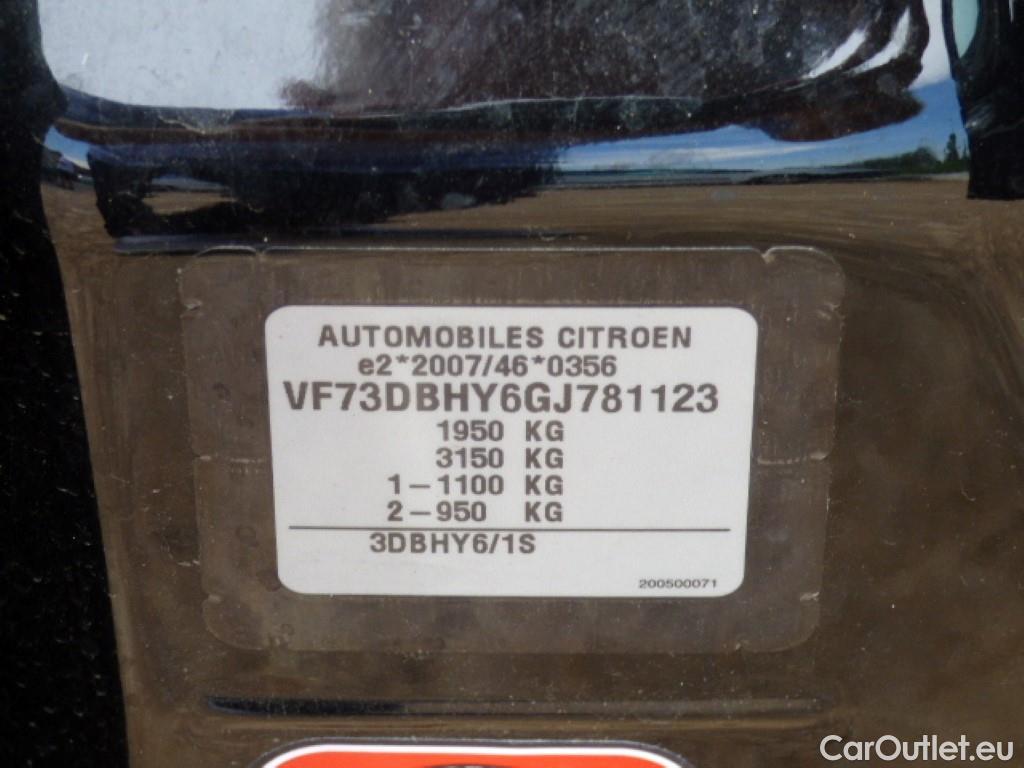 AUTOMOBILES CITROEN
e2*2007/46*0356
VF73DBHY6GJ781123
1950 KG
3150 KG
1–1100 KG
2–950 KG
3DBHY6/1S
200500071
CarOutlet.eu